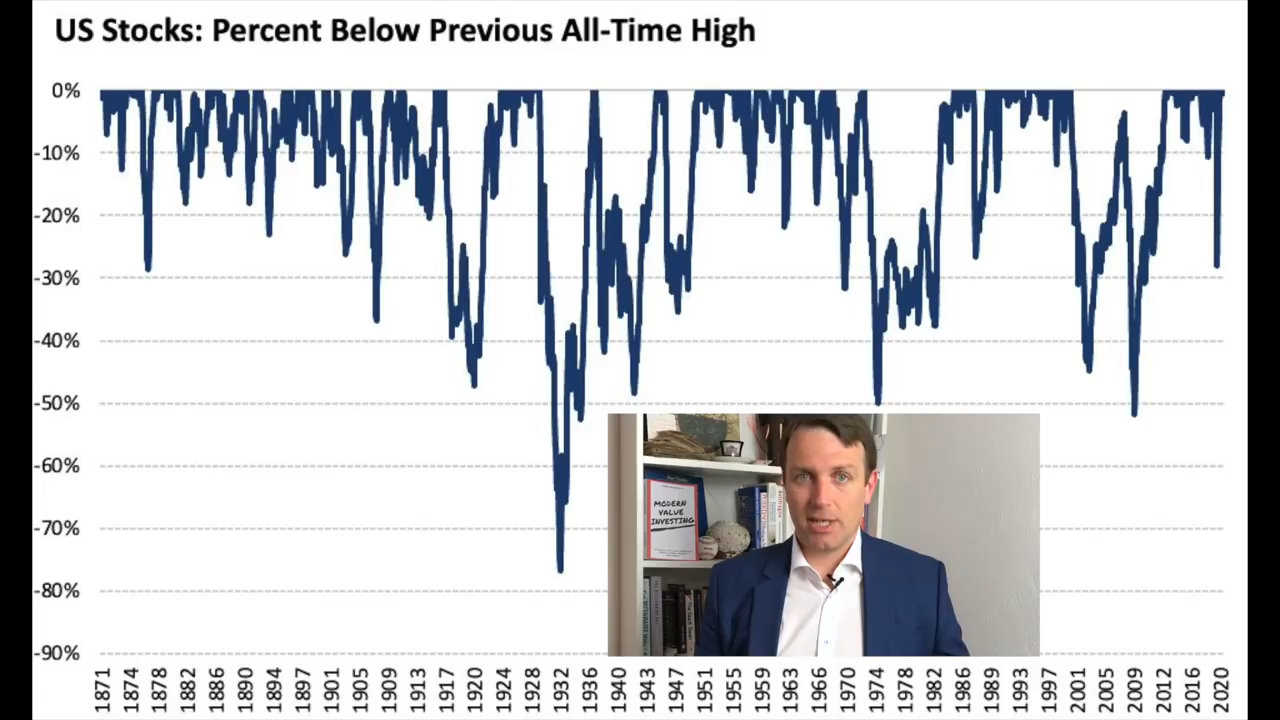 US Stocks: Percent Below Previous All-Time High
0%
-10%
-20%
-30%
-40%
-50%
-60%
-70%
-80%
-90%
1871 1874 1878 1882 1886 1890 1894 1897 1901 1905 1909 1913 1917 1920 1924 1928 1932 1936 1940 1943 1947 1951 1955 1959 1963 1966 1970 1974 1978 1982 1986 1989 1993 1997 2001 2005 2009 2012 2016 2020
MODERN
VALUE
INVESTING